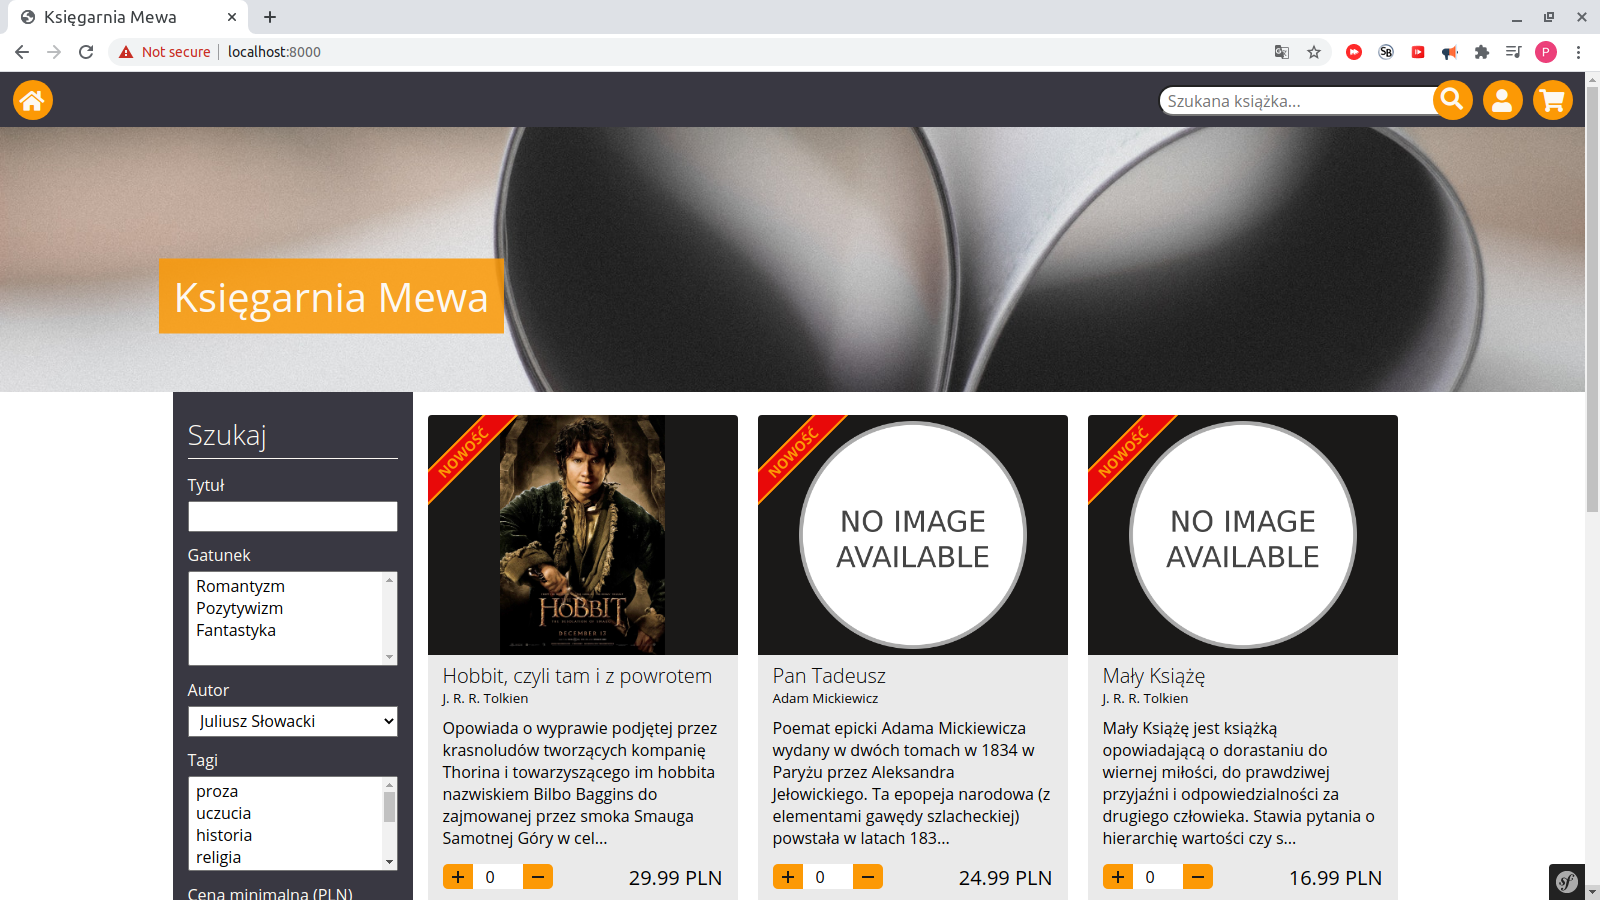 Księgarnia Mewa
Not secure
localhost:8000
P
Szukana książka...
Księgarnia Mewa
Szukaj
Tytuł
Gatunek
Romantyzm
Pozytywizm
Fantastyka
Autor
Juliusz Słowacki
Tagi
proza
uczucia
historia
religia
Cena minimalna (PLN)
NOWOŚĆ
THE HOBBIT
DECEMBER 13
Hobbit, czyli tam i z powrotem
J. R. R. Tolkien
Opowiada o wyprawie podjętej przez
krasnoludów tworzących kompanię
Thorina i towarzyszącego im hobbita
nazwiskiem Bilbo Baggins do
zajmowanej przez smoka Smauga
Samotnej Góry w cel...
+ 0 −
29.99 PLN
NOWOŚĆ
NO IMAGE
AVAILABLE
Pan Tadeusz
Adam Mickiewicz
Poemat epicki Adama Mickiewicza
wydany w dwóch tomach w 1834 w
Paryżu przez Aleksandra
Jełowickiego. Ta epopeja narodowa (z
elementami gawędy szlacheckiej)
powstała w latach 183...
+ 0 −
24.99 PLN
NOWOŚĆ
NO IMAGE
AVAILABLE
Mały Książę
J. R. R. Tolkien
Mały Książę jest książką
opowiadającą o dorastaniu do
wiernej miłości, do prawdziwej
przyjaźni i odpowiedzialności za
drugiego człowieka. Stawia pytania o
hierarchię wartości czy s...
+ 0 −
16.99 PLN
sf